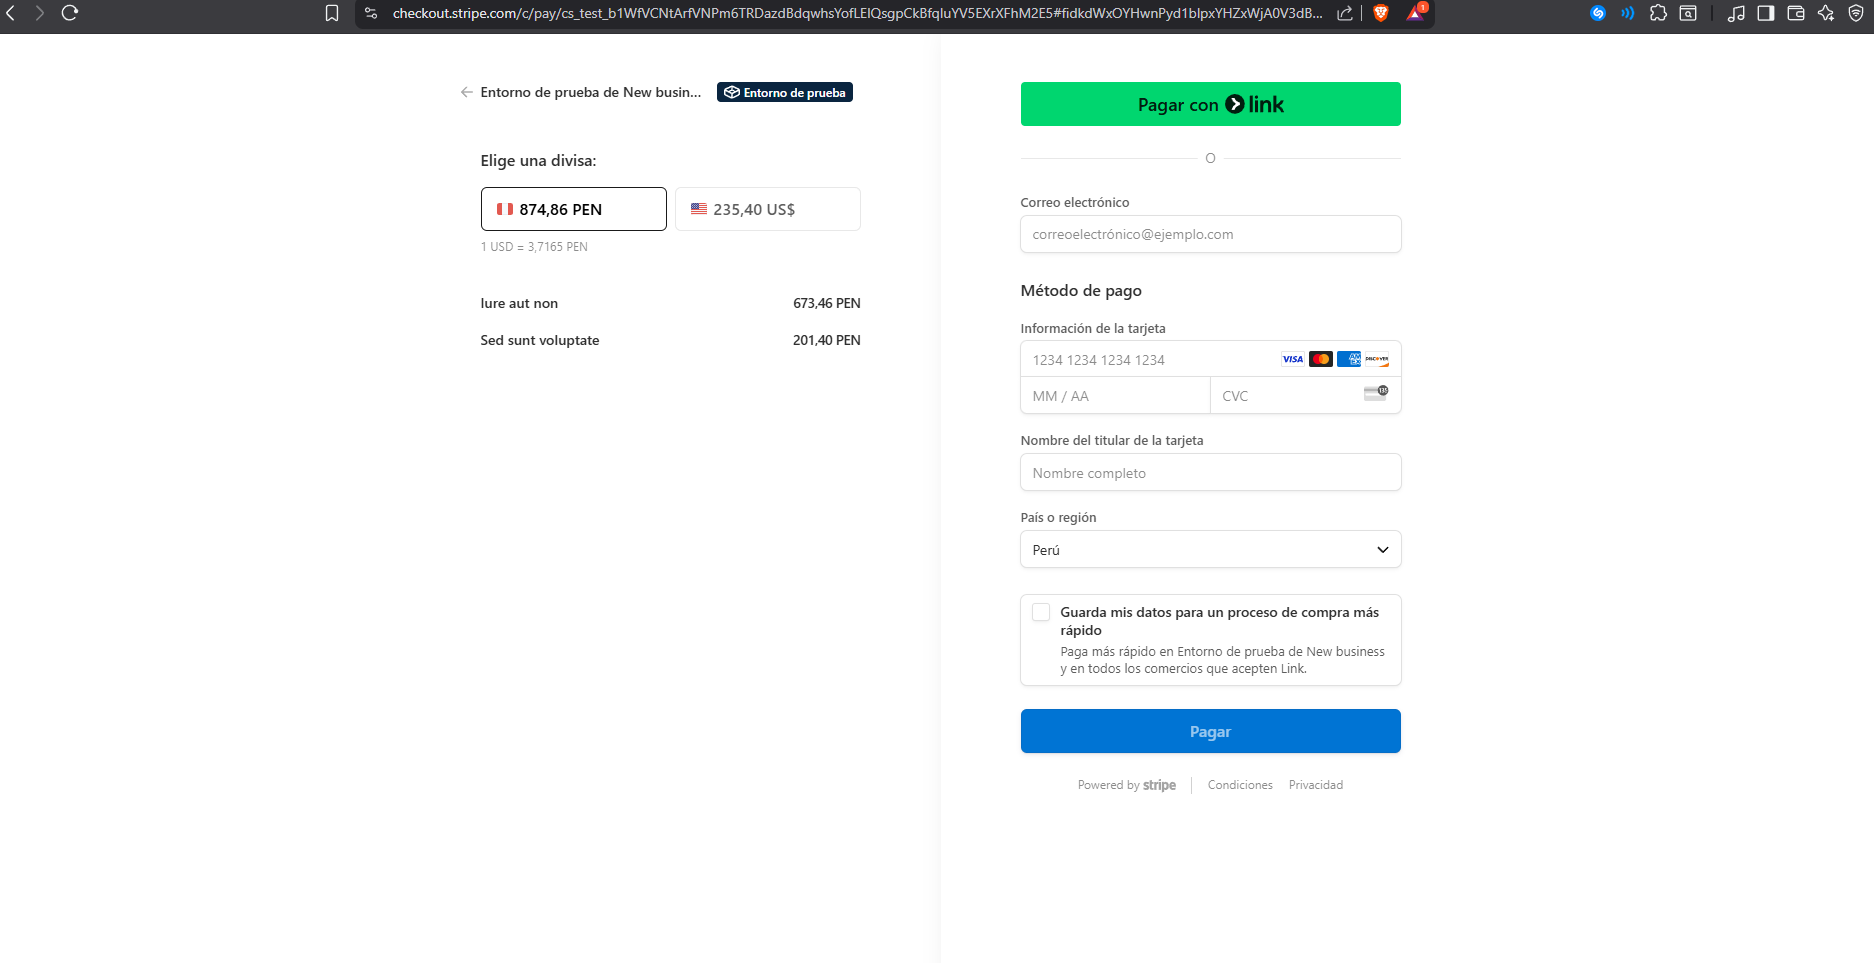 checkout.stripe.com/c/pay/cs_test_b1WfVCNtArfVNPm6TRDazdBdqwhsYofLElQsgpCkBfqluYV5EXrXFhM2E5#fidkdWxOYHwnPyd1blpxYHZxWjA0V3dB...
1
Entorno de prueba de New busin...
Entorno de prueba
Elige una divisa:
874,86 PEN
235,40 US$
1 USD = 3,7165 PEN
Iure aut non 673,46 PEN
Sed sunt voluptate 201,40 PEN
Pagar con link
O
Correo electrónico
correoelectrónico@ejemplo.com
Método de pago
Información de la tarjeta
1234 1234 1234 1234 VISA AM EX DISCOVER
MM / AA CVC 135
Nombre del titular de la tarjeta
Nombre completo
País o región
Perú
Guarda mis datos para un proceso de compra más
rápido
Paga más rápido en Entorno de prueba de New business
y en todos los comercios que acepten Link.
Pagar
Powered by stripe Condiciones Privacidad